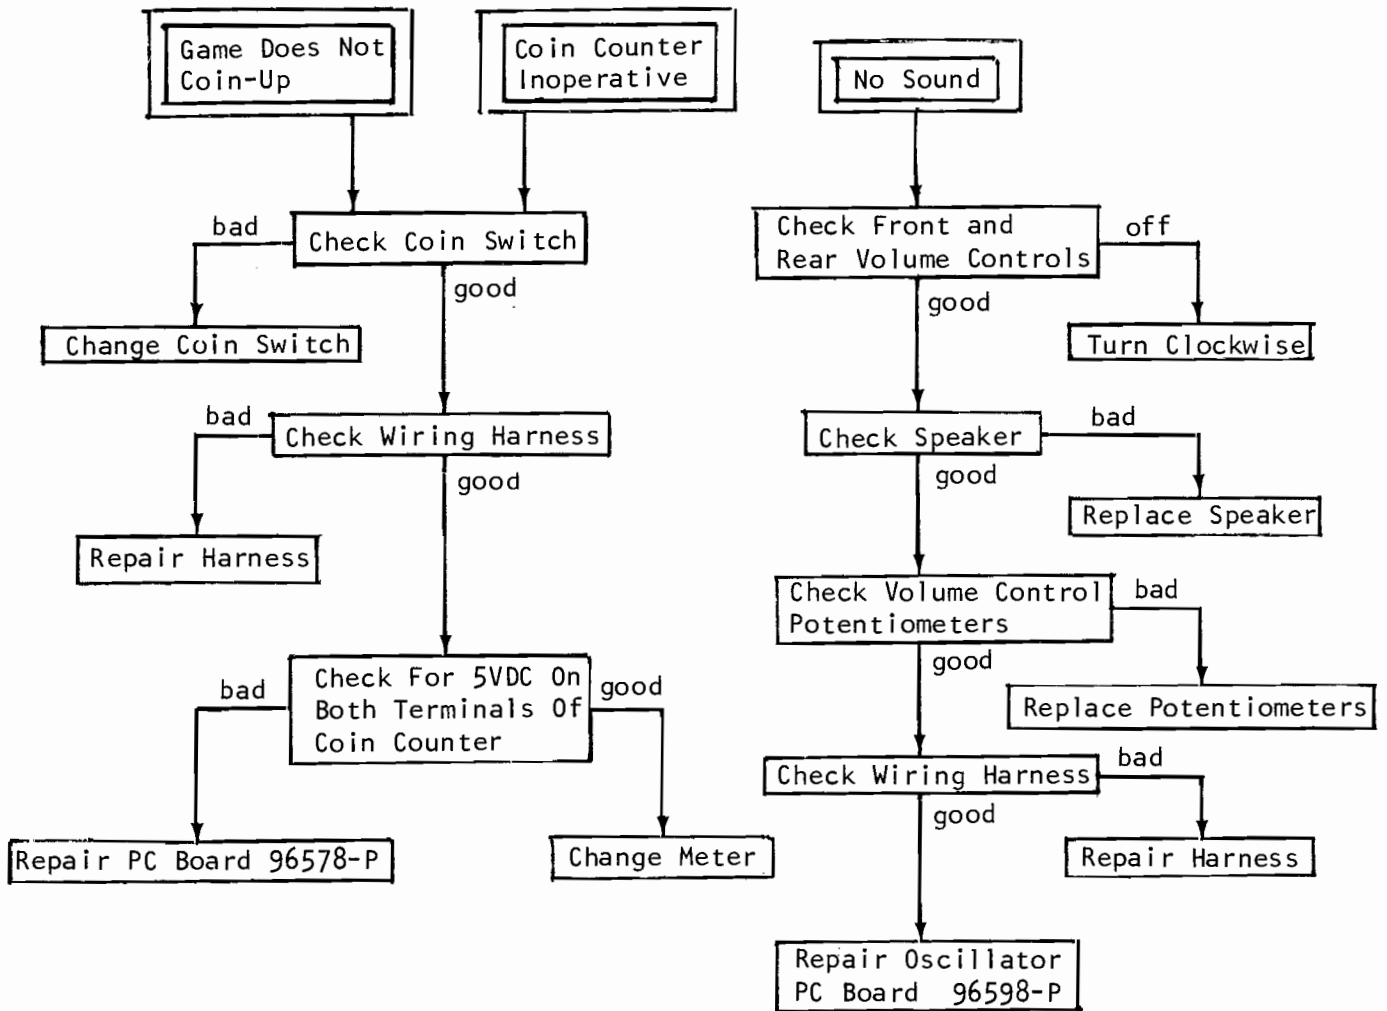 Game Does Not
Coin-Up
Coin Counter
Inoperative
bad
Check Coin Switch
good
Change Coin Switch
bad
Check Wiring Harness
good
Repair Harness
bad
Check For 5VDC On
Both Terminals Of
Coin Counter
good
Repair PC Board 96578-P
Change Meter
No Sound
Check Front and
Rear Volume Controls
off
good
Turn Clockwise
Check Speaker
bad
good
Replace Speaker
Check Volume Control
Potentiometers
bad
good
Replace Potentiometers
Check Wiring Harness
bad
good
Repair Harness
Repair Oscillator
PC Board 96598-P